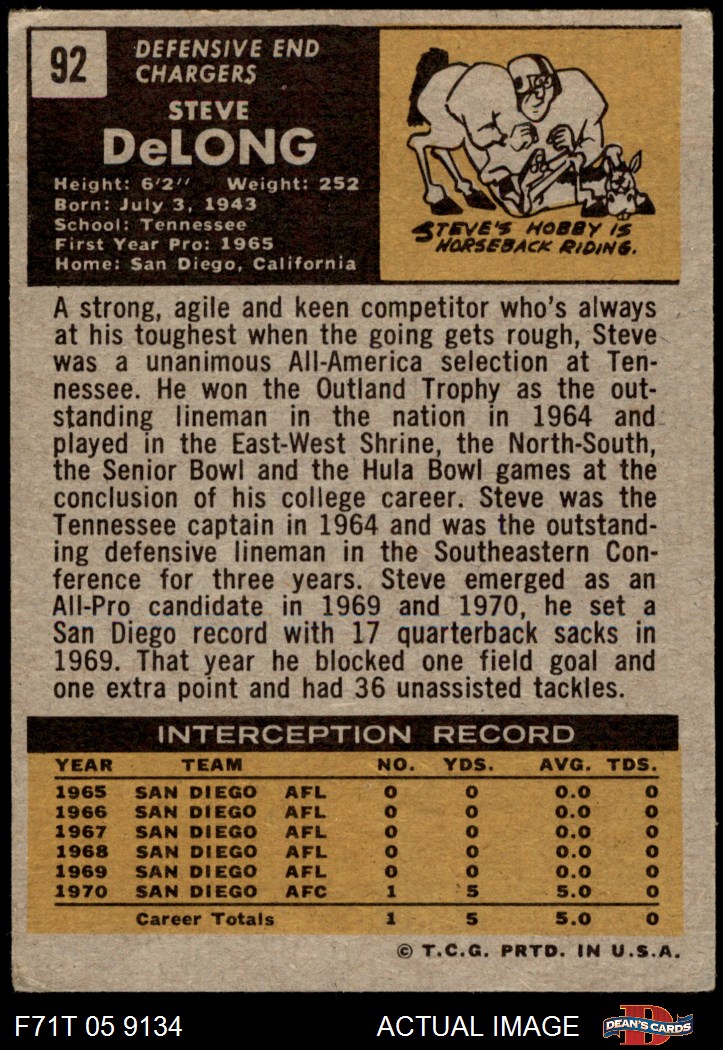 92
DEFENSIVE END
CHARGERS
STEVE
DeLONG
Height: 6'2" Weight: 252
Born: July 3, 1943
School: Tennessee
First Year Pro: 1965
Home: San Diego, California
STEVE'S HOBBY IS
HORSEBACK RIDING.
A strong, agile and keen competitor who's always
at his toughest when the going gets rough, Steve
was a unanimous All-America selection at Ten-
nessee. He won the Outland Trophy as the out-
standing lineman in the nation in 1964 and
played in the East-West Shrine, the North-South,
the Senior Bowl and the Hula Bowl games at the
conclusion of his college career. Steve was the
Tennessee captain in 1964 and was the outstand-
ing defensive lineman in the Southeastern Con-
ference for three years. Steve emerged as an
All-Pro candidate in 1969 and 1970, he set a
San Diego record with 17 quarterback sacks in
1969. That year he blocked one field goal and
one extra point and had 36 unassisted tackles.
INTERCEPTION RECORD
YEAR TEAM NO. YDS. AVG. TDS.
1965 SAN DIEGO AFL 0 0 0.0 0
1966 SAN DIEGO AFL 0 0 0.0 0
1967 SAN DIEGO AFL 0 0 0.0 0
1968 SAN DIEGO AFL 0 0 0.0 0
1969 SAN DIEGO AFL 0 0 0.0 0
1970 SAN DIEGO AFC 1 5 5.0 0
Career Totals 1 5 5.0 0
© T.C.G. PRTD. IN U.S.A.
F71T 05 9134 ACTUAL IMAGE
D
DEAN'S CARDS